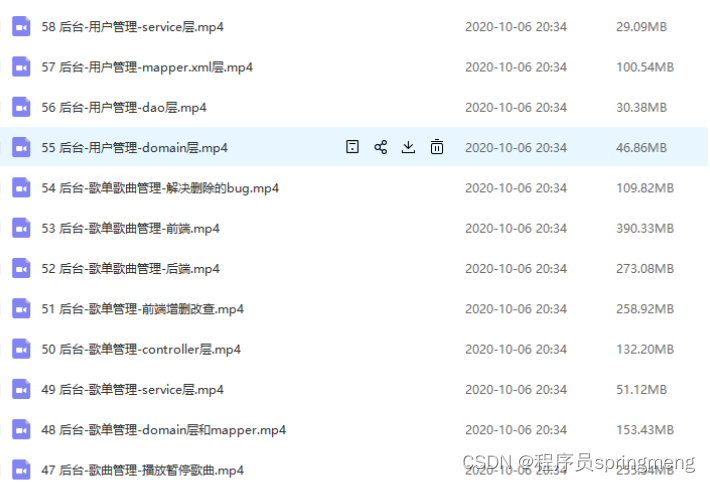 58 后台-用户管理-service层.mp4 2020-10-06 20:34 29.09MB
57 后台-用户管理-mapper.xml层.mp4 2020-10-06 20:34 100.54MB
56 后台-用户管理-dao层.mp4 2020-10-06 20:34 30.38MB
55 后台-用户管理-domain层.mp4 2020-10-06 20:34 46.86MB
54 后台-歌单歌曲管理-解决删除的bug.mp4 2020-10-06 20:34 109.82MB
53 后台-歌单歌曲管理-前端.mp4 2020-10-06 20:34 390.33MB
52 后台-歌单歌曲管理-后端.mp4 2020-10-06 20:34 273.08MB
51 后台-歌单管理-前端增删改查.mp4 2020-10-06 20:34 258.92MB
50 后台-歌单管理-controller层.mp4 2020-10-06 20:34 132.20MB
49 后台-歌单管理-service层.mp4 2020-10-06 20:34 51.12MB
48 后台-歌单管理-domain层和mapper.mp4 2020-10-06 20:34 153.43MB
47 后台-歌曲管理-播放暂停歌曲.mp4 2020-10-06 20:34
CSDN @程序员springmeng